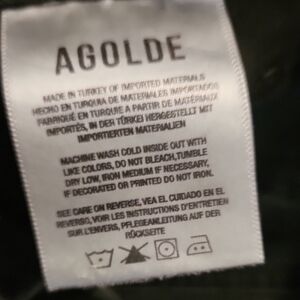 AGOLDE
MADE IN TURKEY OF IMPORTED MATERIALS
HECHO EN TURQUIA DE MATERIALES IMPORTADOS
FABRIQUÉ EN TURQUIE A PARTIR DE MATÉRIAUX
IMPORTÉS, IN DER TÜRKEI HERGESTELLT MIT
IMPORTIERTEN MATERIALIEN
MACHINE WASH COLD INSIDE OUT WITH
LIKE COLORS, DO NOT BLEACH, TUMBLE
DRY LOW, IRON MEDIUM IF NECESSARY,
IF DECORATED OR PRINTED DO NOT IRON.
SEE CARE ON REVERSE, VEA EL CUIDADO EN EL
REVERSO, VOIR LES INSTRUCTIONS D'ENTRETIEN
SUR L'ENVERS, PFLEGEANLEITUNG AUF DER
RÜCKSEITE